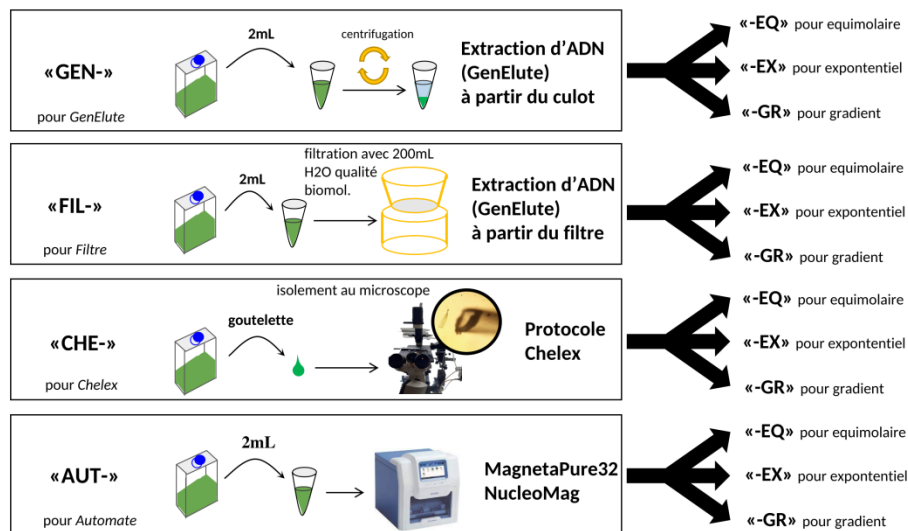 2mL
centrifugation
«GEN-»
pour GenElute
Extraction d’ADN
(GenElute)
à partir du culot
«-EQ» pour equimolaire
«-EX» pour expontentiel
«-GR» pour gradient
filtration avec 200mL
H2O qualité
biomol.
2mL
«FIL-»
pour Filtre
Extraction d’ADN
(GenElute)
à partir du filtre
«-EQ» pour equimolaire
«-EX» pour expontentiel
«-GR» pour gradient
isolement au microscope
goutelette
«CHE-»
pour Chelex
Protocole
Chelex
«-EQ» pour equimolaire
«-EX» pour expontentiel
«-GR» pour gradient
2mL
«AUT-»
pour Automate
MagnetaPure32
NucleoMag
«-EQ» pour equimolaire
«-EX» pour expontentiel
«-GR» pour gradient